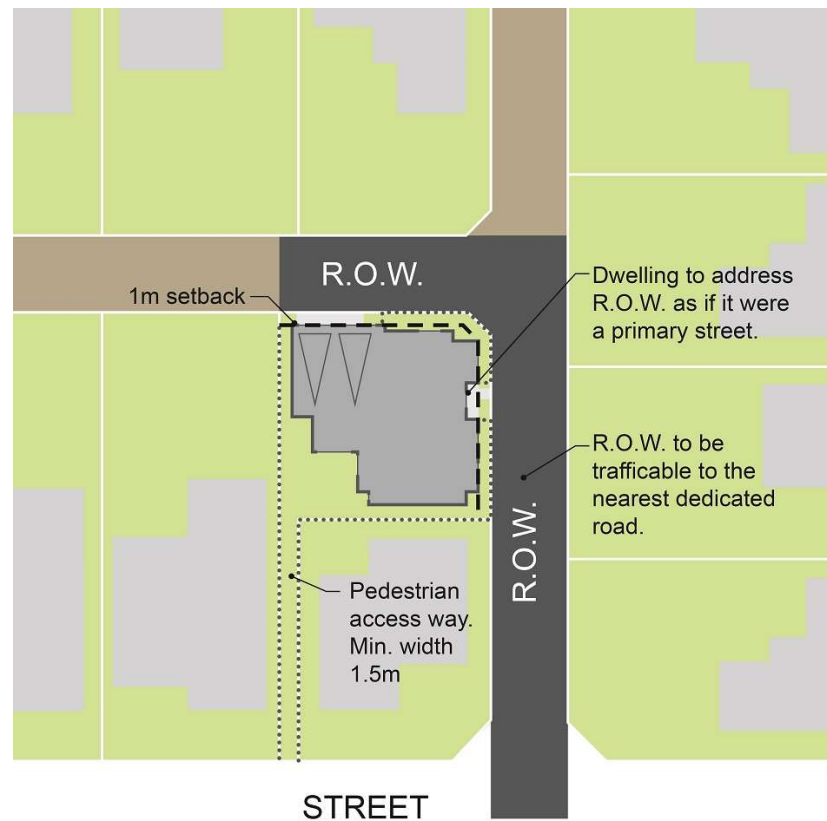 R.O.W.
1m setback
Dwelling to address
R.O.W. as if it were
a primary street.
R.O.W. to be
trafficable to the
nearest dedicated
road.
R.O.W.
Pedestrian
access way.
Min. width
1.5m
STREET